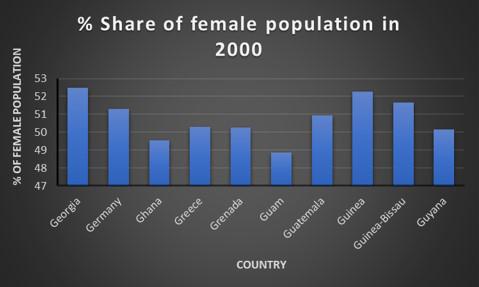 % Share of female population in
2000
% OF FEMALE POPULATION
53
52
51
50
49
48
47
Georgia
Germany
Ghana
Greece
Grenada
Guam
Guatemala
Guinea
Guinea-Bissau
Guyana
COUNTRY